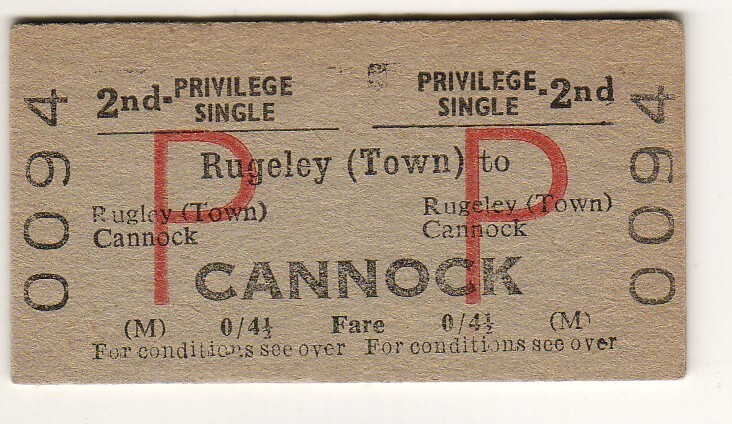 2nd-PRIVILEGE SINGLE
PRIVILEGE SINGLE-2nd
P P
Rugeley (Town) to
Rugley (Town) Rugeley (Town)
Cannock Cannock
CANNOCK
(M) 0/4½ Fare 0/4½ (M)
For conditions see over For conditions see over
0094
0094